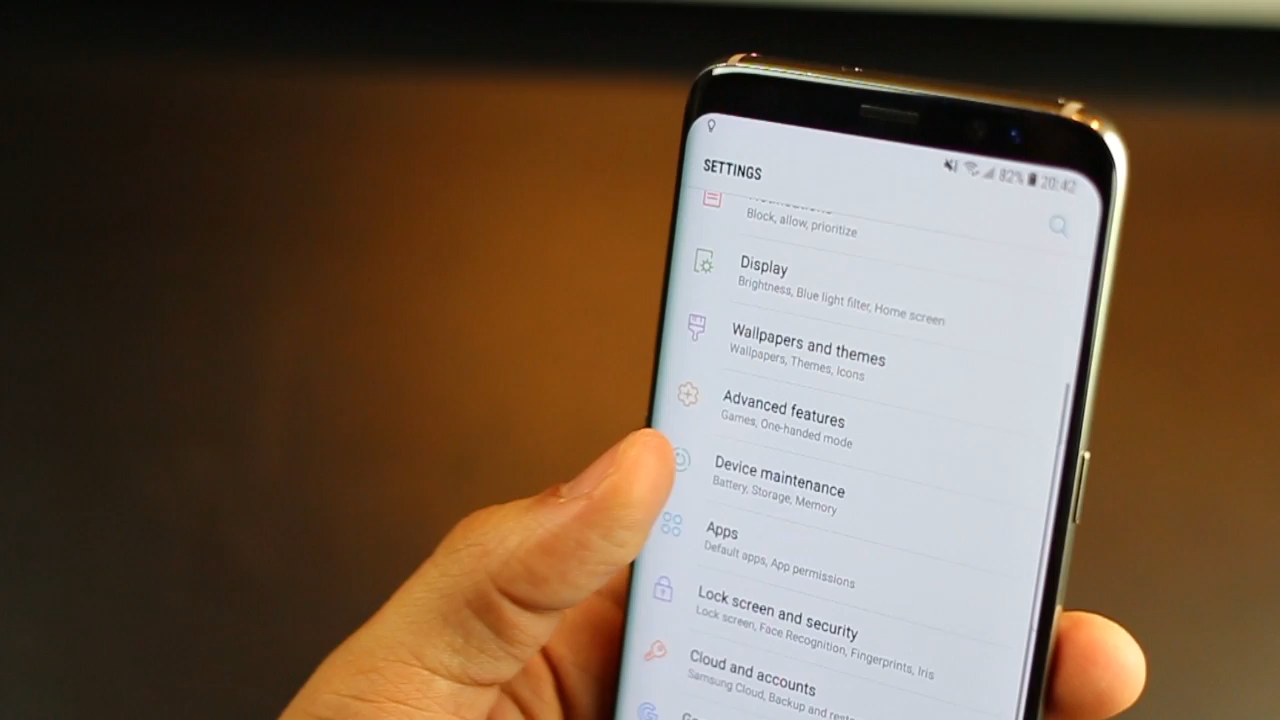 82% 20:42
SETTINGS
Block, allow, prioritize
Display
Brightness, Blue light filter, Home screen
Wallpapers and themes
Wallpapers, Themes, Icons
Advanced features
Games, One-handed mode
Device maintenance
Battery, Storage, Memory
Apps
Default apps, App permissions
Lock screen and security
Lock screen, Face Recognition, Fingerprints, Iris
Cloud and accounts
Samsung Cloud, Backup and